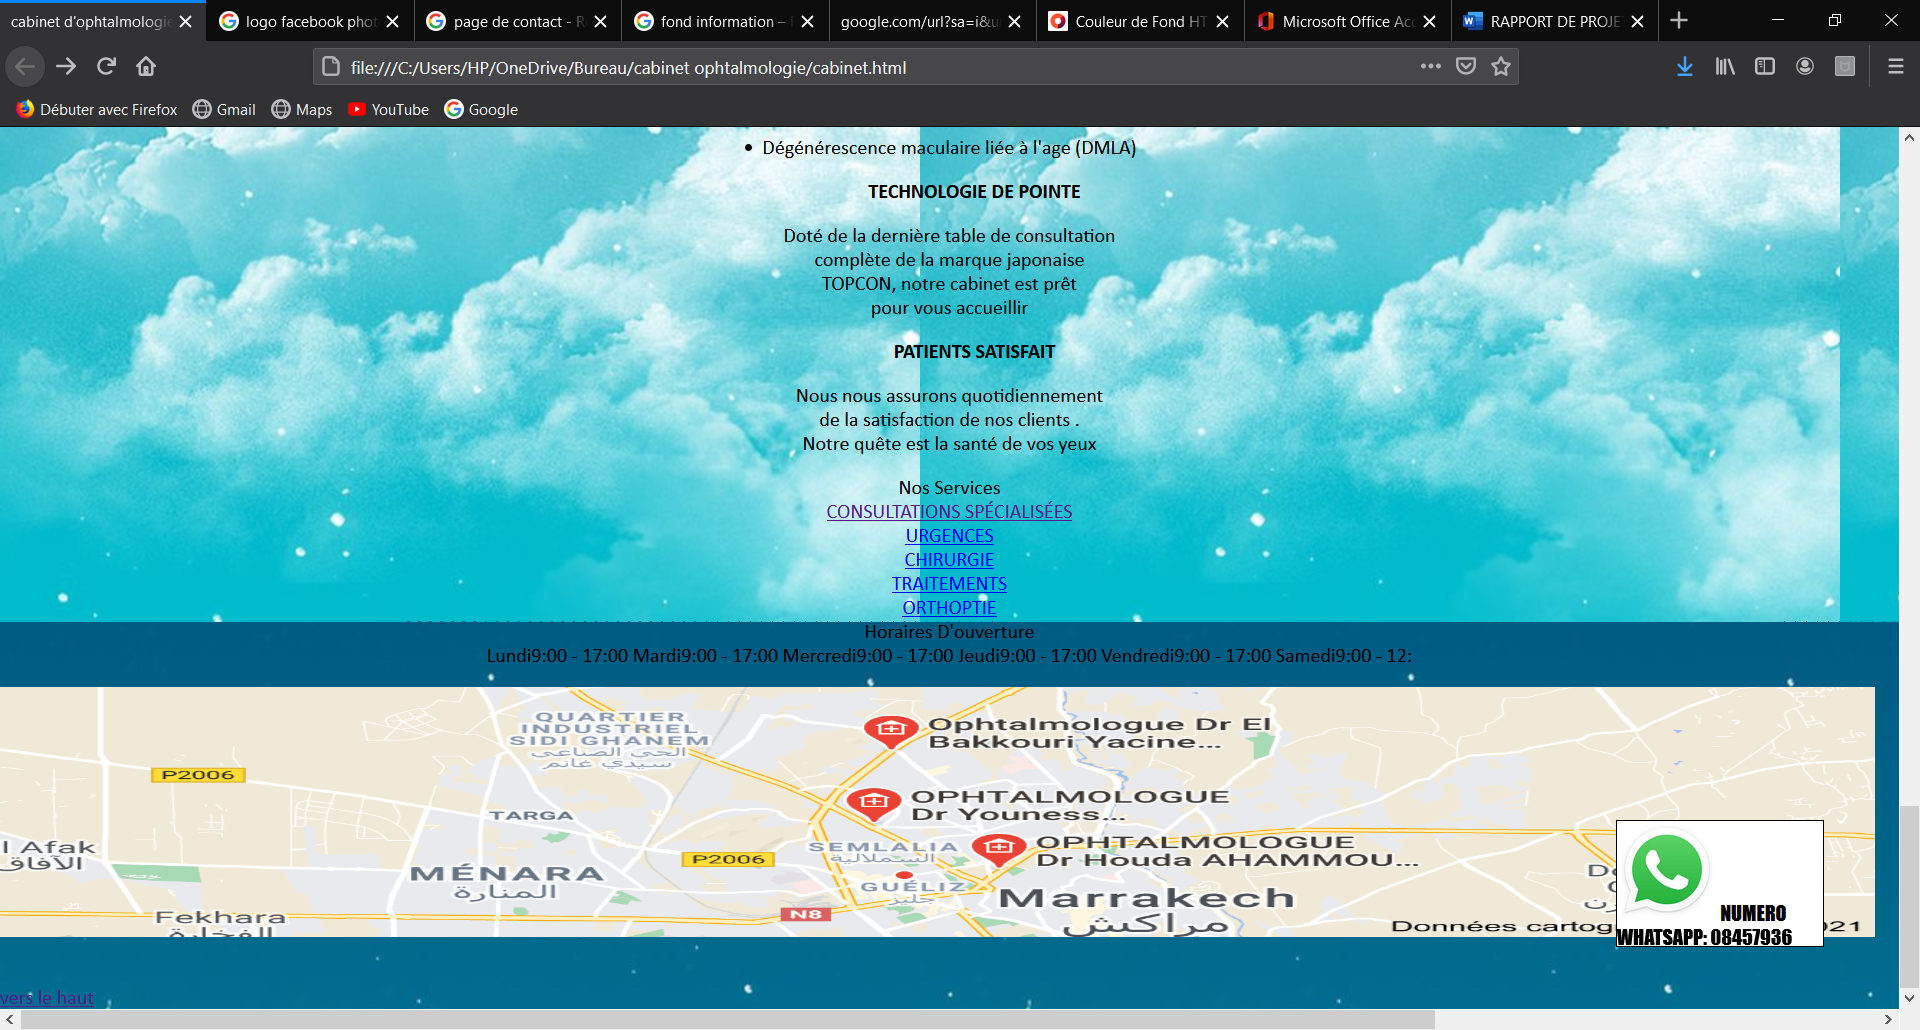 cabinet d'ophtalmologie
logo facebook phot
page de contact - R
fond information –
google.com/url?sa=i&u
Couleur de Fond HT
Microsoft Office Acc
RAPPORT DE PROJE
file:///C:/Users/HP/OneDrive/Bureau/cabinet ophtalmologie/cabinet.html
Débuter avec Firefox
Gmail
Maps
YouTube
Google
• Dégénérescence maculaire liée à l'age (DMLA)
TECHNOLOGIE DE POINTE
Doté de la dernière table de consultation
complète de la marque japonaise
TOPCON, notre cabinet est prêt
pour vous accueillir
PATIENTS SATISFAIT
Nous nous assurons quotidiennement
de la satisfaction de nos clients .
Notre quête est la santé de vos yeux
Nos Services
CONSULTATIONS SPÉCIALISÉES
URGENCES
CHIRURGIE
TRAITEMENTS
ORTHOPTIE
Horaires D'ouverture
Lundi9:00 - 17:00 Mardi9:00 - 17:00 Mercredi9:00 - 17:00 Jeudi9:00 - 17:00 Vendredi9:00 - 17:00 Samedi9:00 - 12:
QUARTIER
INDUSTRIEL
SIDI GHANEM
الحي الصناعي
سيدي غانم
Ophtalmologue Dr El
Bakkouri Yacine...
P2006
OPHTALMOLOGUE
Dr Youness...
TARGA
l Afak
الآفاق
SEMLALIA
السملالية
OPHTALMOLOGUE
Dr Houda AHAMMOU...
P2006
MÉNARA
المنارة
GUÉLIZ
جليز
Marrakech
مراكش
N8
Fekhara
الفخارة
Données cartog
021
NUMERO
WHATSAPP: 08457936
vers le haut